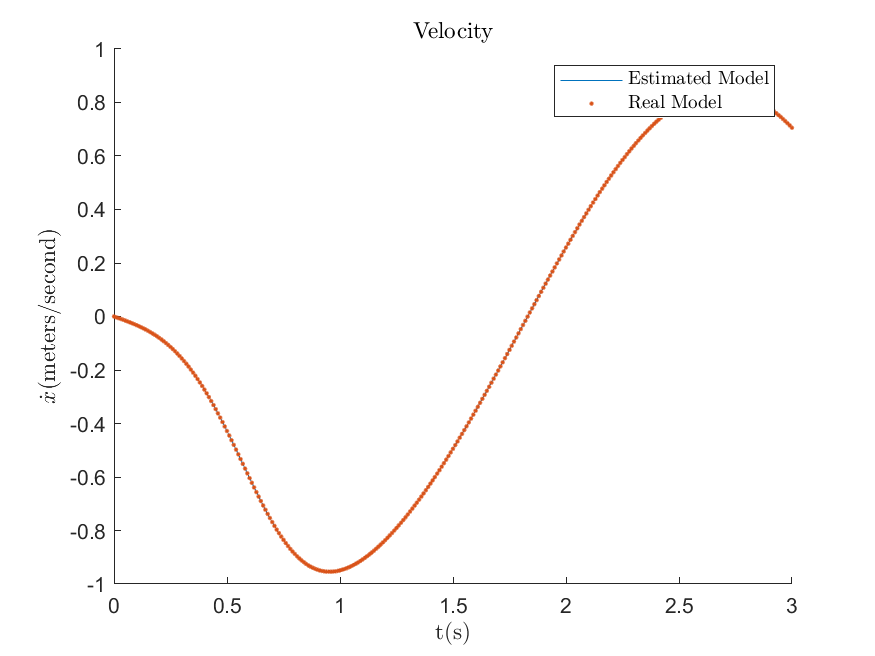 Velocity
1
0.8
0.6
0.4
0.2
0
-0.2
-0.4
-0.6
-0.8
-1
ẋ(meters/second)
Estimated Model
Real Model
0 0.5 1 1.5 2 2.5 3
t(s)